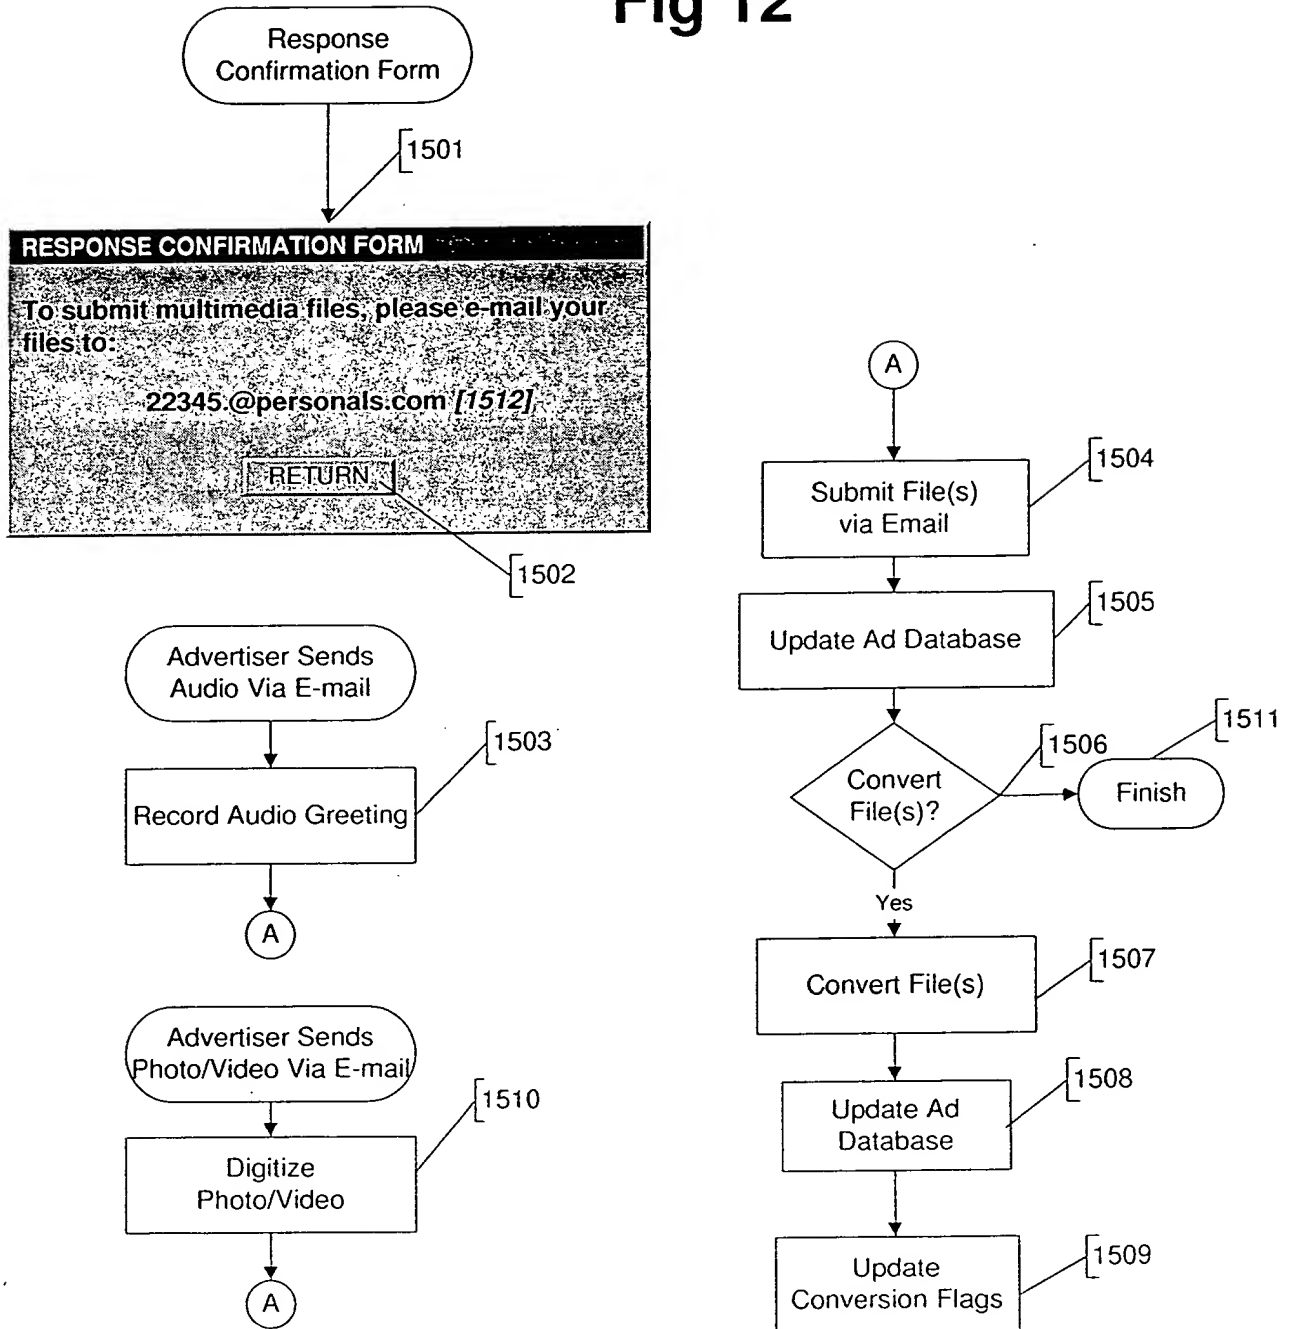 Fig 12
Response
Confirmation Form
1501
RESPONSE CONFIRMATION FORM
To submit multimedia files, please e-mail your
files to:
22345.@personals.com [1512]
RETURN
1502
Advertiser Sends
Audio Via E-mail
1503
Record Audio Greeting
A
Advertiser Sends
Photo/Video Via E-mail
1510
Digitize
Photo/Video
A
A
1504
Submit File(s)
via Email
1505
Update Ad Database
1506
1511
Convert
File(s)?
Finish
Yes
1507
Convert File(s)
1508
Update Ad
Database
1509
Update
Conversion Flags